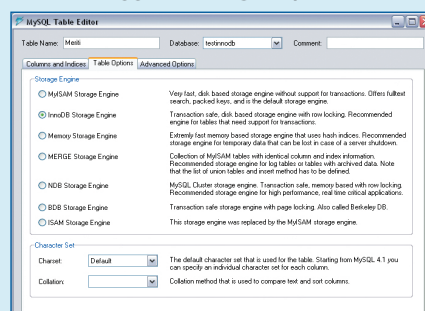 MySQL Table Editor
Table Name: Meriti Database: testinnodb Comment:
Columns and Indices Table Options Advanced Options
Storage Engine
MyISAM Storage Engine Very fast, disk based storage engine without support for transactions. Offers fulltext
search, packed keys, and is the default storage engine.
InnoDB Storage Engine Transaction safe, disk based storage engine with row locking. Recommended
engine for tables that need support for transactions.
Memory Storage Engine Extremly fast memory based storage engine that uses hash indices. Recommended
storage engine for temporary data that can be lost in case of a server shutdown.
MERGE Storage Engine Collection of MyISAM tables with identical column and index information.
Recommended storage engine for log tables or tables with archived data. Note
that the list of union tables and insert method has to be defined.
NDB Storage Engine MySQL Cluster storage engine. Transaction safe, memory based with row locking.
Recommended storage engine for high performance, real time critical applications.
BDB Storage Engine Transaction safe storage engine with page locking. Also called Berkeley DB.
ISAM Storage Engine This storage engine was replaced by the MyISAM storage engine.
Character Set
Charset: Default The default character set that is used for the table. Starting from MySQL 4.1 you
can specify an individual character set for each column.
Collation: Collation method that is used to compare text and sort columns.